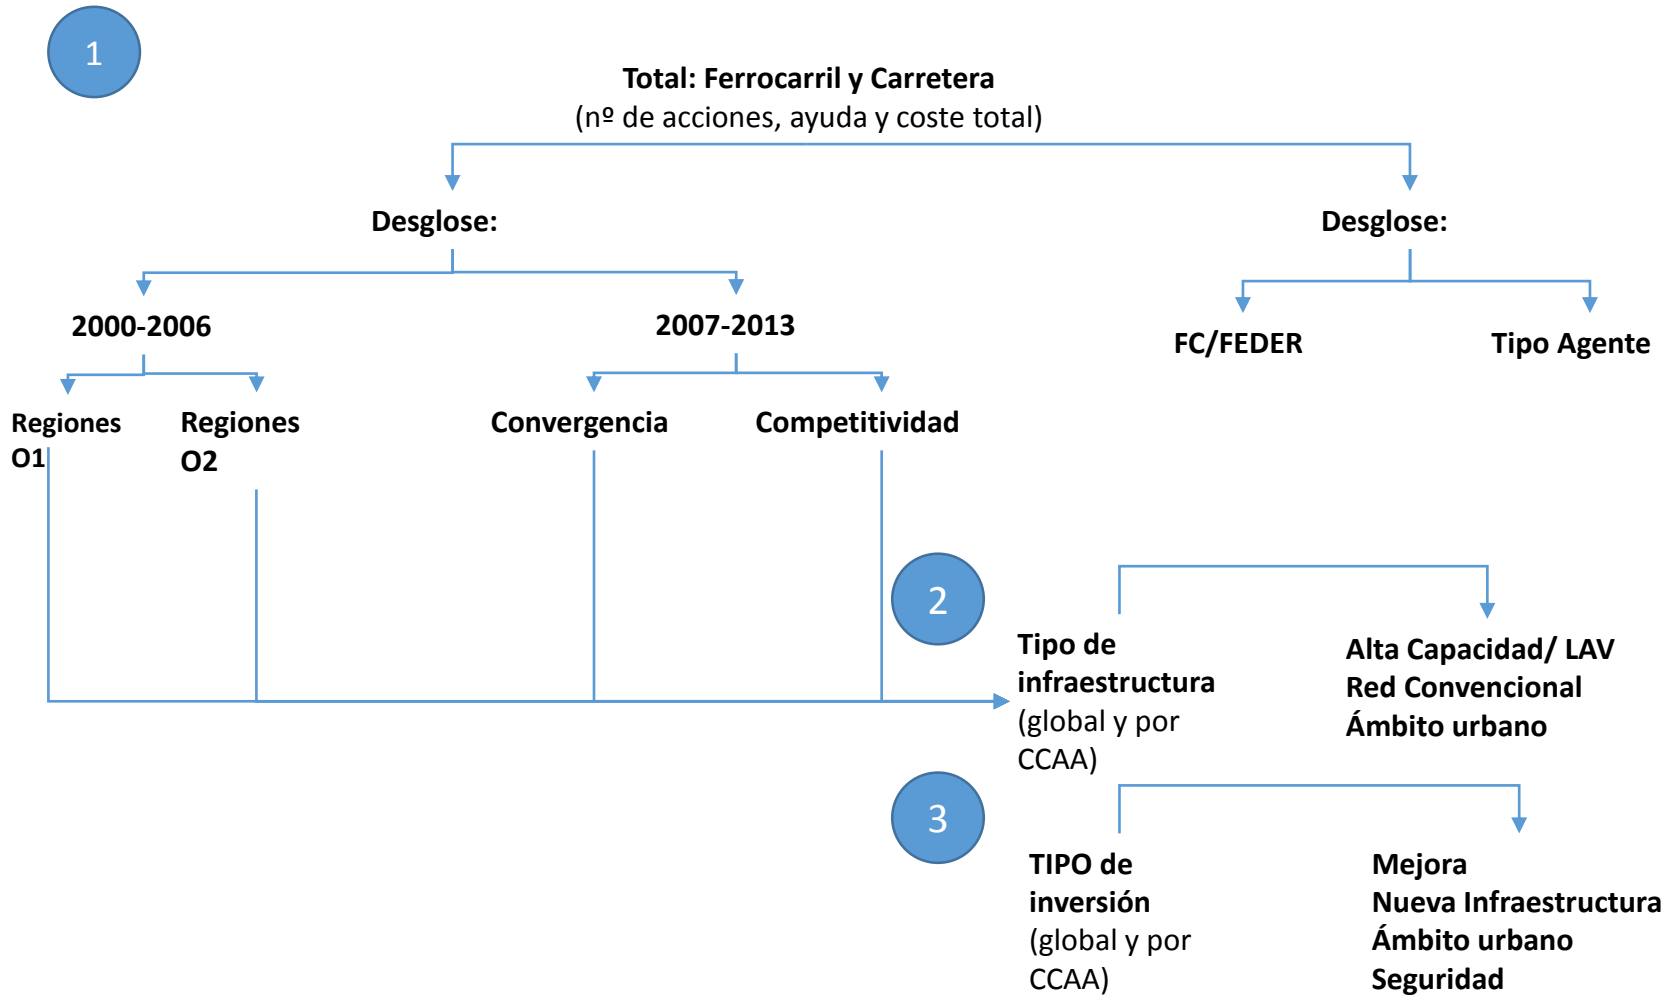 1
Total: Ferrocarril y Carretera
(nº de acciones, ayuda y coste total)
Desglose:
Desglose:
2000-2006
2007-2013
FC/FEDER
Tipo Agente
Regiones
O1
Regiones
O2
Convergencia
Competitividad
2
Tipo de
infraestructura
(global y por
CCAA)
Alta Capacidad/ LAV
Red Convencional
Ámbito urbano
3
TIPO de
inversión
(global y por
CCAA)
Mejora
Nueva Infraestructura
Ámbito urbano
Seguridad